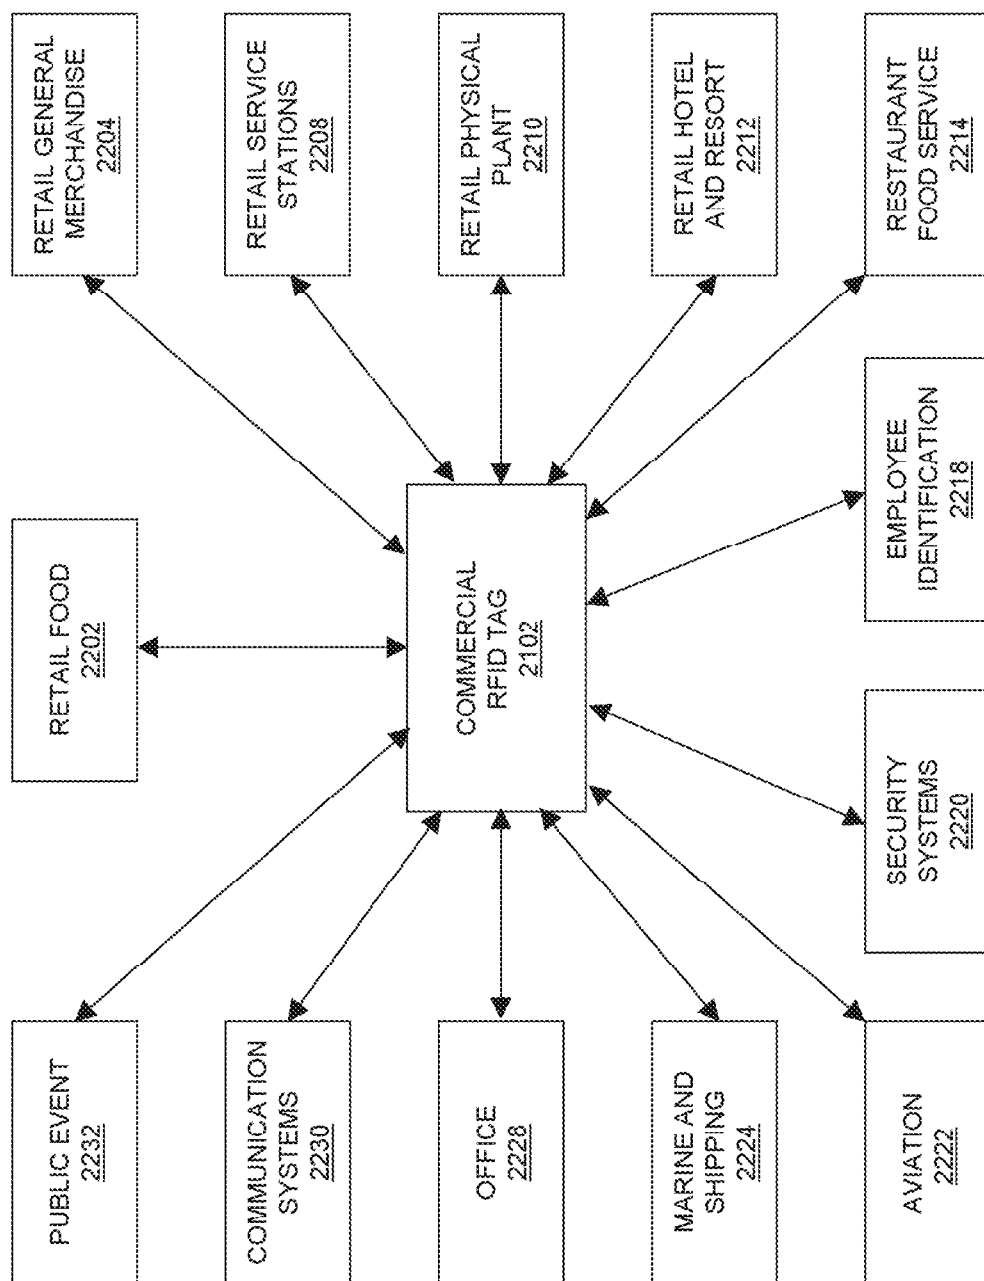 PUBLIC EVENT
2232
RETAIL FOOD
2202
RETAIL GENERAL
MERCHANDISE
2204
COMMUNICATION
SYSTEMS
2230
RETAIL SERVICE
STATIONS
2208
OFFICE
2228
COMMERCIAL
RFID TAG
2102
RETAIL PHYSICAL
PLANT
2210
MARINE AND
SHIPPING
2224
RETAIL HOTEL
AND RESORT
2212
AVIATION
2222
SECURITY
SYSTEMS
2220
EMPLOYEE
IDENTIFICATION
2218
RESTAURANT
FOOD SERVICE
2214